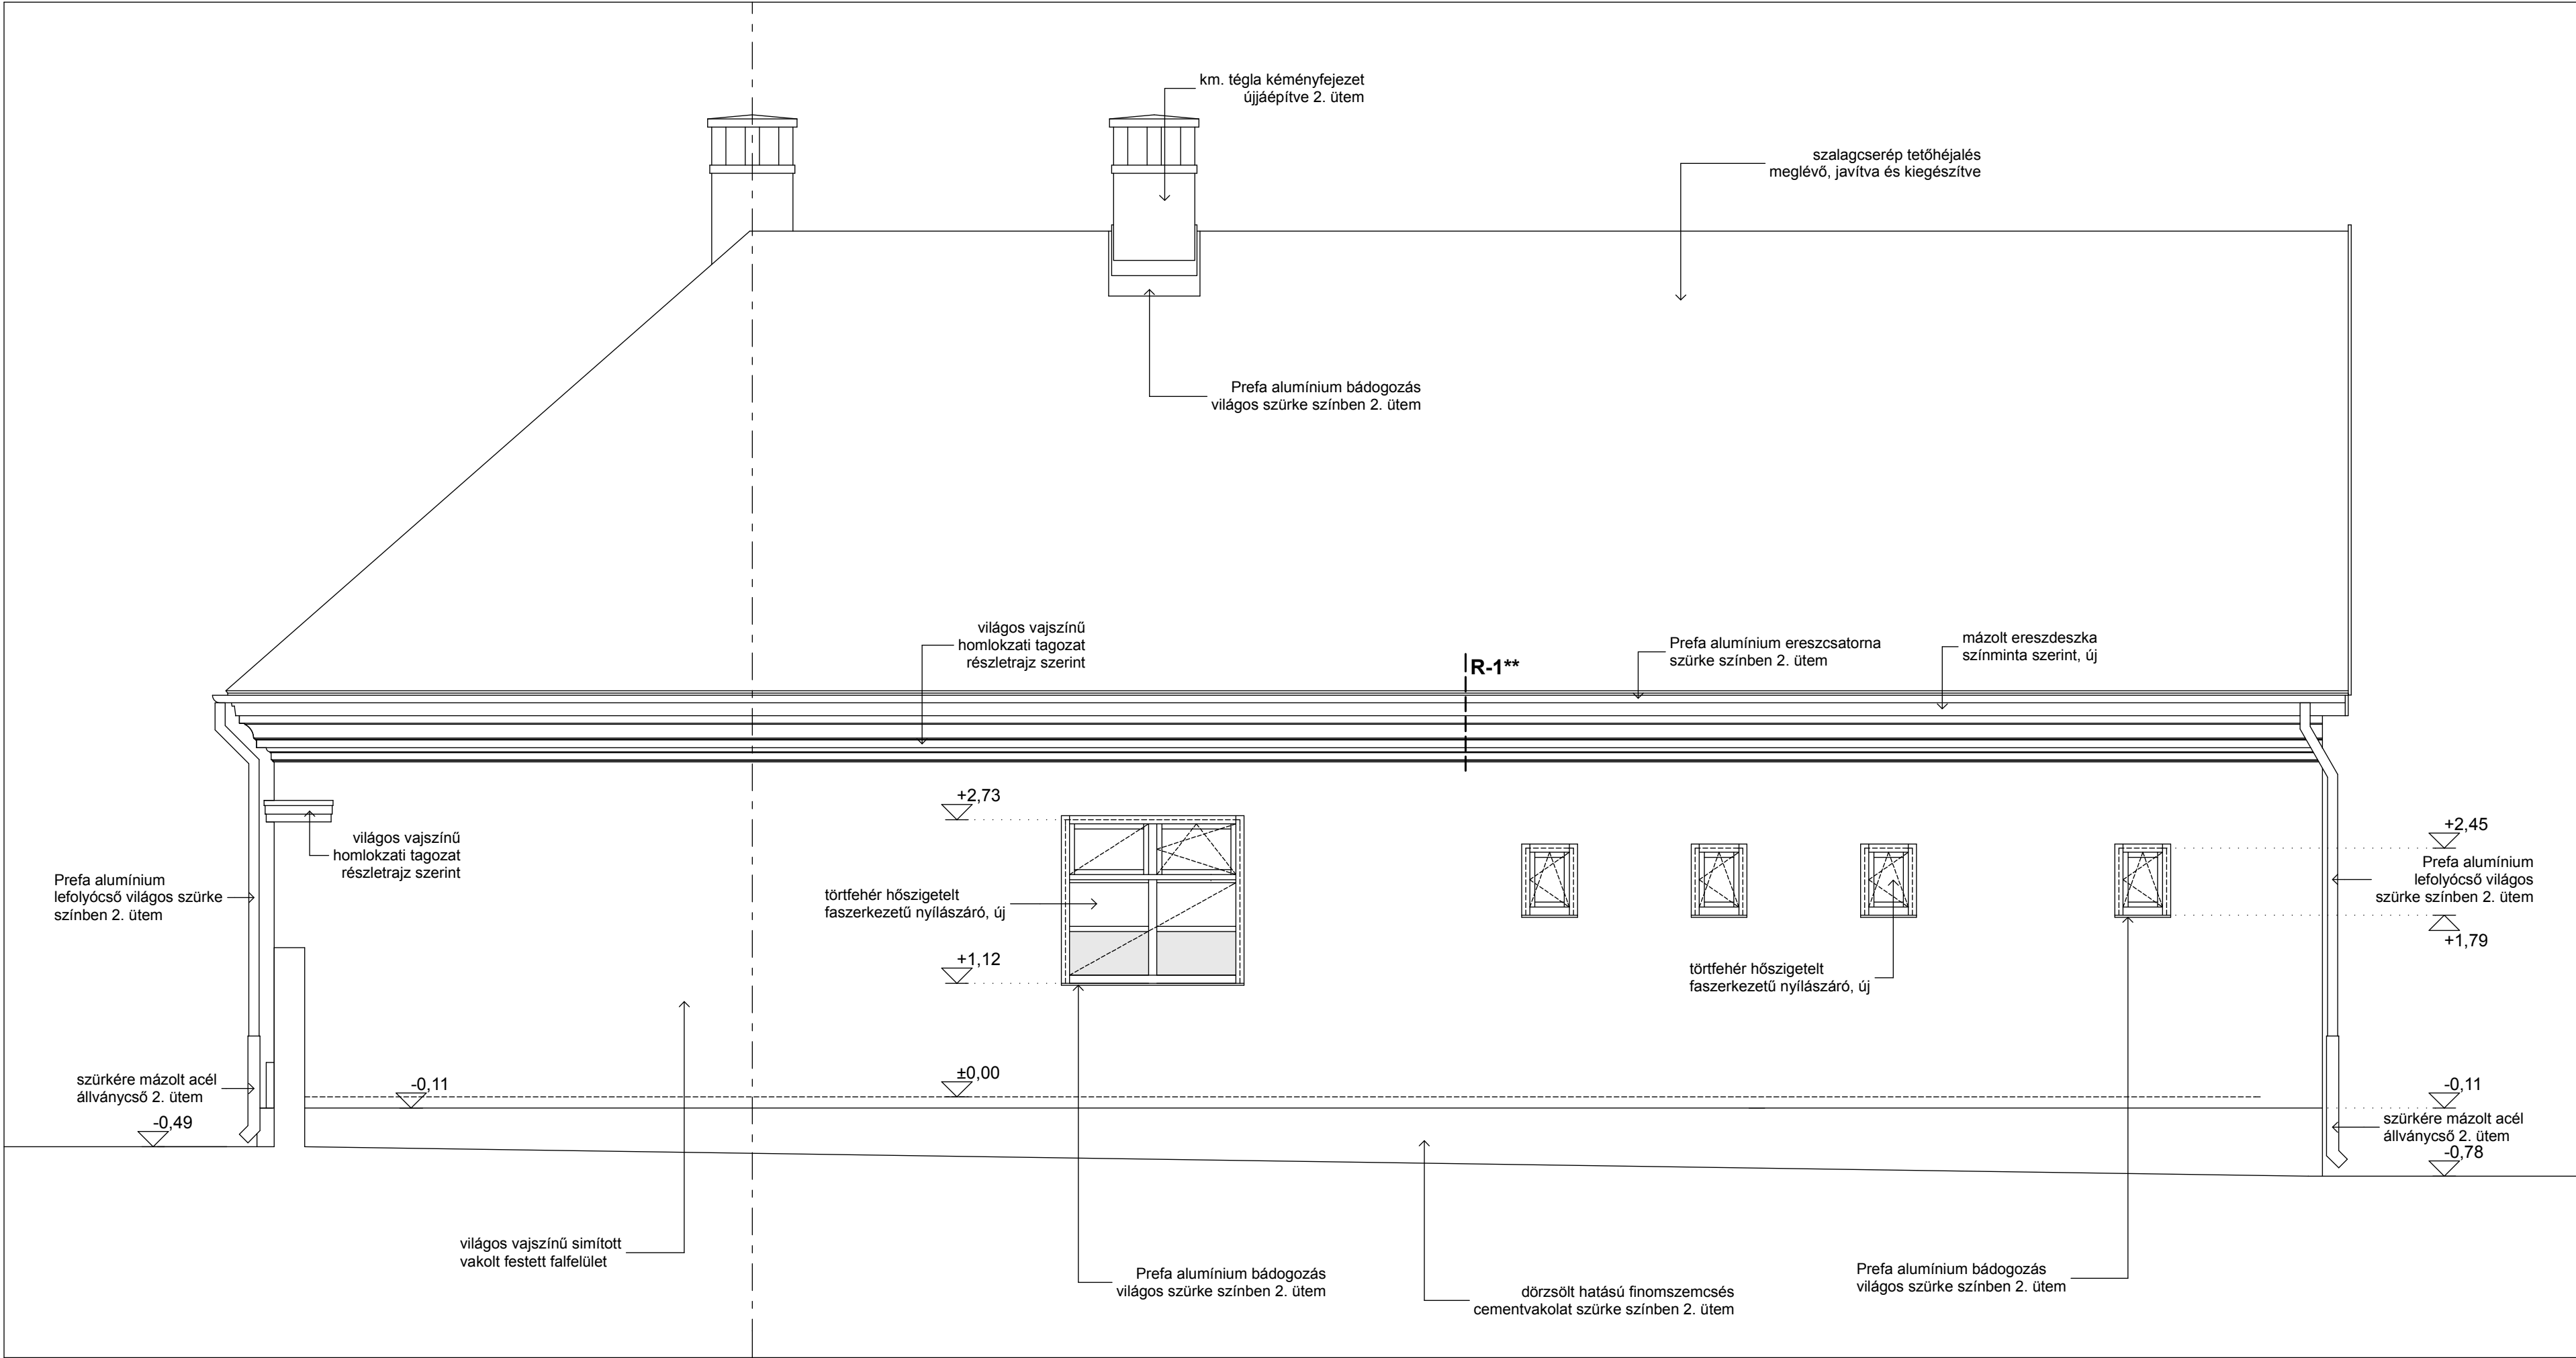 km. tégla kéményfejezet
újjáépítve 2. ütem
szalagcserép tetőhéjalés
meglévő, javítva és kiegészítve
Prefa alumínium bádogozás
világos szürke színben 2. ütem
világos vajszínű
homlokzati tagozat
részletrajz szerint
R-1**
Prefa alumínium ereszcsatorna
szürke színben 2. ütem
mázolt ereszdeszka
színminta szerint, új
+2,73
világos vajszínű
homlokzati tagozat
részletrajz szerint
+2,45
Prefa alumínium
lefolyócső világos szürke
színben 2. ütem
törtfehér hőszigetelt
faszerkezetű nyílászáró, új
Prefa alumínium
lefolyócső világos
szürke színben 2. ütem
+1,79
+1,12
törtfehér hőszigetelt
faszerkezetű nyílászáró, új
szürkére mázolt acél
állványcső 2. ütem
-0,11
±0,00
-0,11
-0,49
szürkére mázolt acél
állványcső 2. ütem
-0,78
világos vajszínű simított
vakolt festett falfelület
Prefa alumínium bádogozás
világos szürke színben 2. ütem
dörzsölt hatású finomszemcsés
cementvakolat szürke színben 2. ütem
Prefa alumínium bádogozás
világos szürke színben 2. ütem